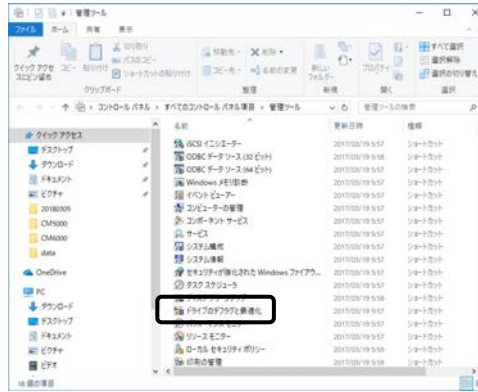 管理ツール
ファイル ホーム 共有 表示
クイック アクセスにピン留め
コピー 貼り付け
切り取り
パスのコピー
ショートカットの貼り付け
移動先 削除
コピー先 名前の変更
新しいフォルダー
プロパティ
すべて選択
選択解除
選択の切り替え
クリップボード 整理 新規 開く 選択
コントロール パネル > すべてのコントロール パネル項目 > 管理ツール
管理ツールの検索
名前 更新日時 種類
クイック アクセス
デスクトップ
ダウンロード
ドキュメント
ピクチャ
20180305
CM5000
CM6000
data
OneDrive
PC
ダウンロード
デスクトップ
ドキュメント
ピクチャ
ビデオ
iSCSI イニシエーター 2017/03/19 5:57 ショートカット
ODBC データ ソース (32 ビット) 2017/03/19 5:58 ショートカット
ODBC データ ソース (64 ビット) 2017/03/19 5:57 ショートカット
Windows メモリ診断 2017/03/19 5:57 ショートカット
イベント ビューアー 2017/03/19 5:57 ショートカット
コンピューターの管理 2017/03/19 5:57 ショートカット
コンポーネント サービス 2017/03/19 5:57 ショートカット
サービス 2017/03/19 5:57 ショートカット
システム構成 2017/03/19 5:57 ショートカット
システム情報 2017/03/19 5:57 ショートカット
セキュリティが強化された Windows ファイアウ... 2017/03/19 5:57 ショートカット
タスク スケジューラ 2017/03/19 5:57 ショートカット
2017/03/19 5:58 ショートカット
ドライブのデフラグと最適化 2017/03/19 5:57 ショートカット
2017/03/19 5:57 ショートカット
リソース モニター 2017/03/19 5:57 ショートカット
ローカル セキュリティ ポリシー 2017/03/19 5:59 ショートカット
印刷の管理 2017/03/19 5:59 ショートカット
18 個の項目